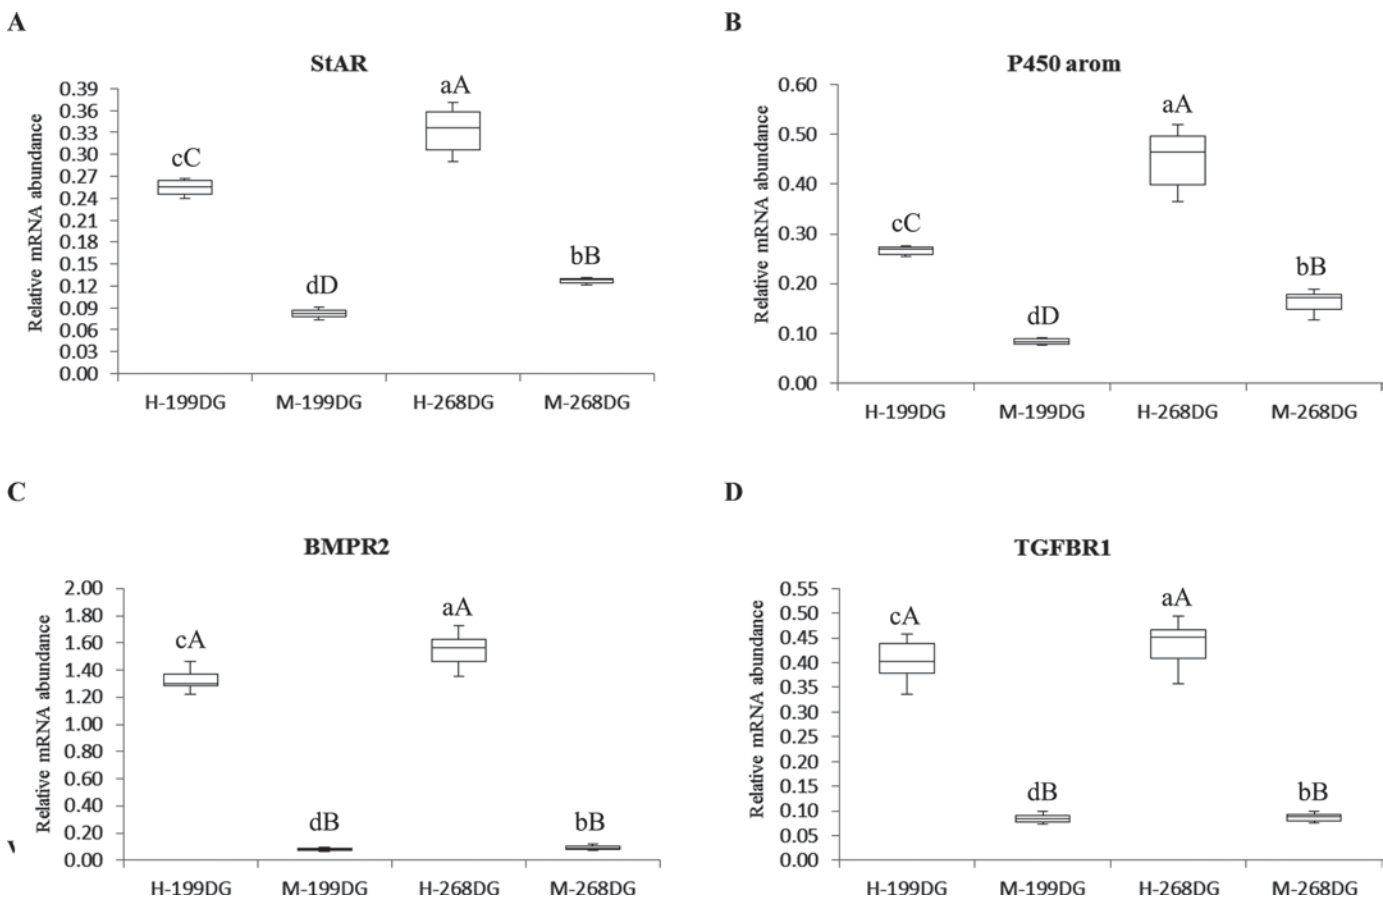 A
StAR
Relative mRNA abundance
0.39
0.36
0.33
0.30
0.27
0.24
0.21
0.18
0.15
0.12
0.09
0.06
0.03
0.00
cC
dD
aA
bB
H-199DG M-199DG H-268DG M-268DG
B
P450 arom
Relative mRNA abundance
0.60
0.50
0.40
0.30
0.20
0.10
0.00
cC
dD
aA
bB
H-199DG M-199DG H-268DG M-268DG
C
BMPR2
Relative mRNA abundance
2.00
1.80
1.60
1.40
1.20
1.00
0.80
0.60
0.40
0.20
0.00
cA
dB
aA
bB
H-199DG M-199DG H-268DG M-268DG
D
TGFBR1
Relative mRNA abundance
0.55
0.50
0.45
0.40
0.35
0.30
0.25
0.20
0.15
0.10
0.05
0.00
cA
dB
aA
bB
H-199DG M-199DG H-268DG M-268DG